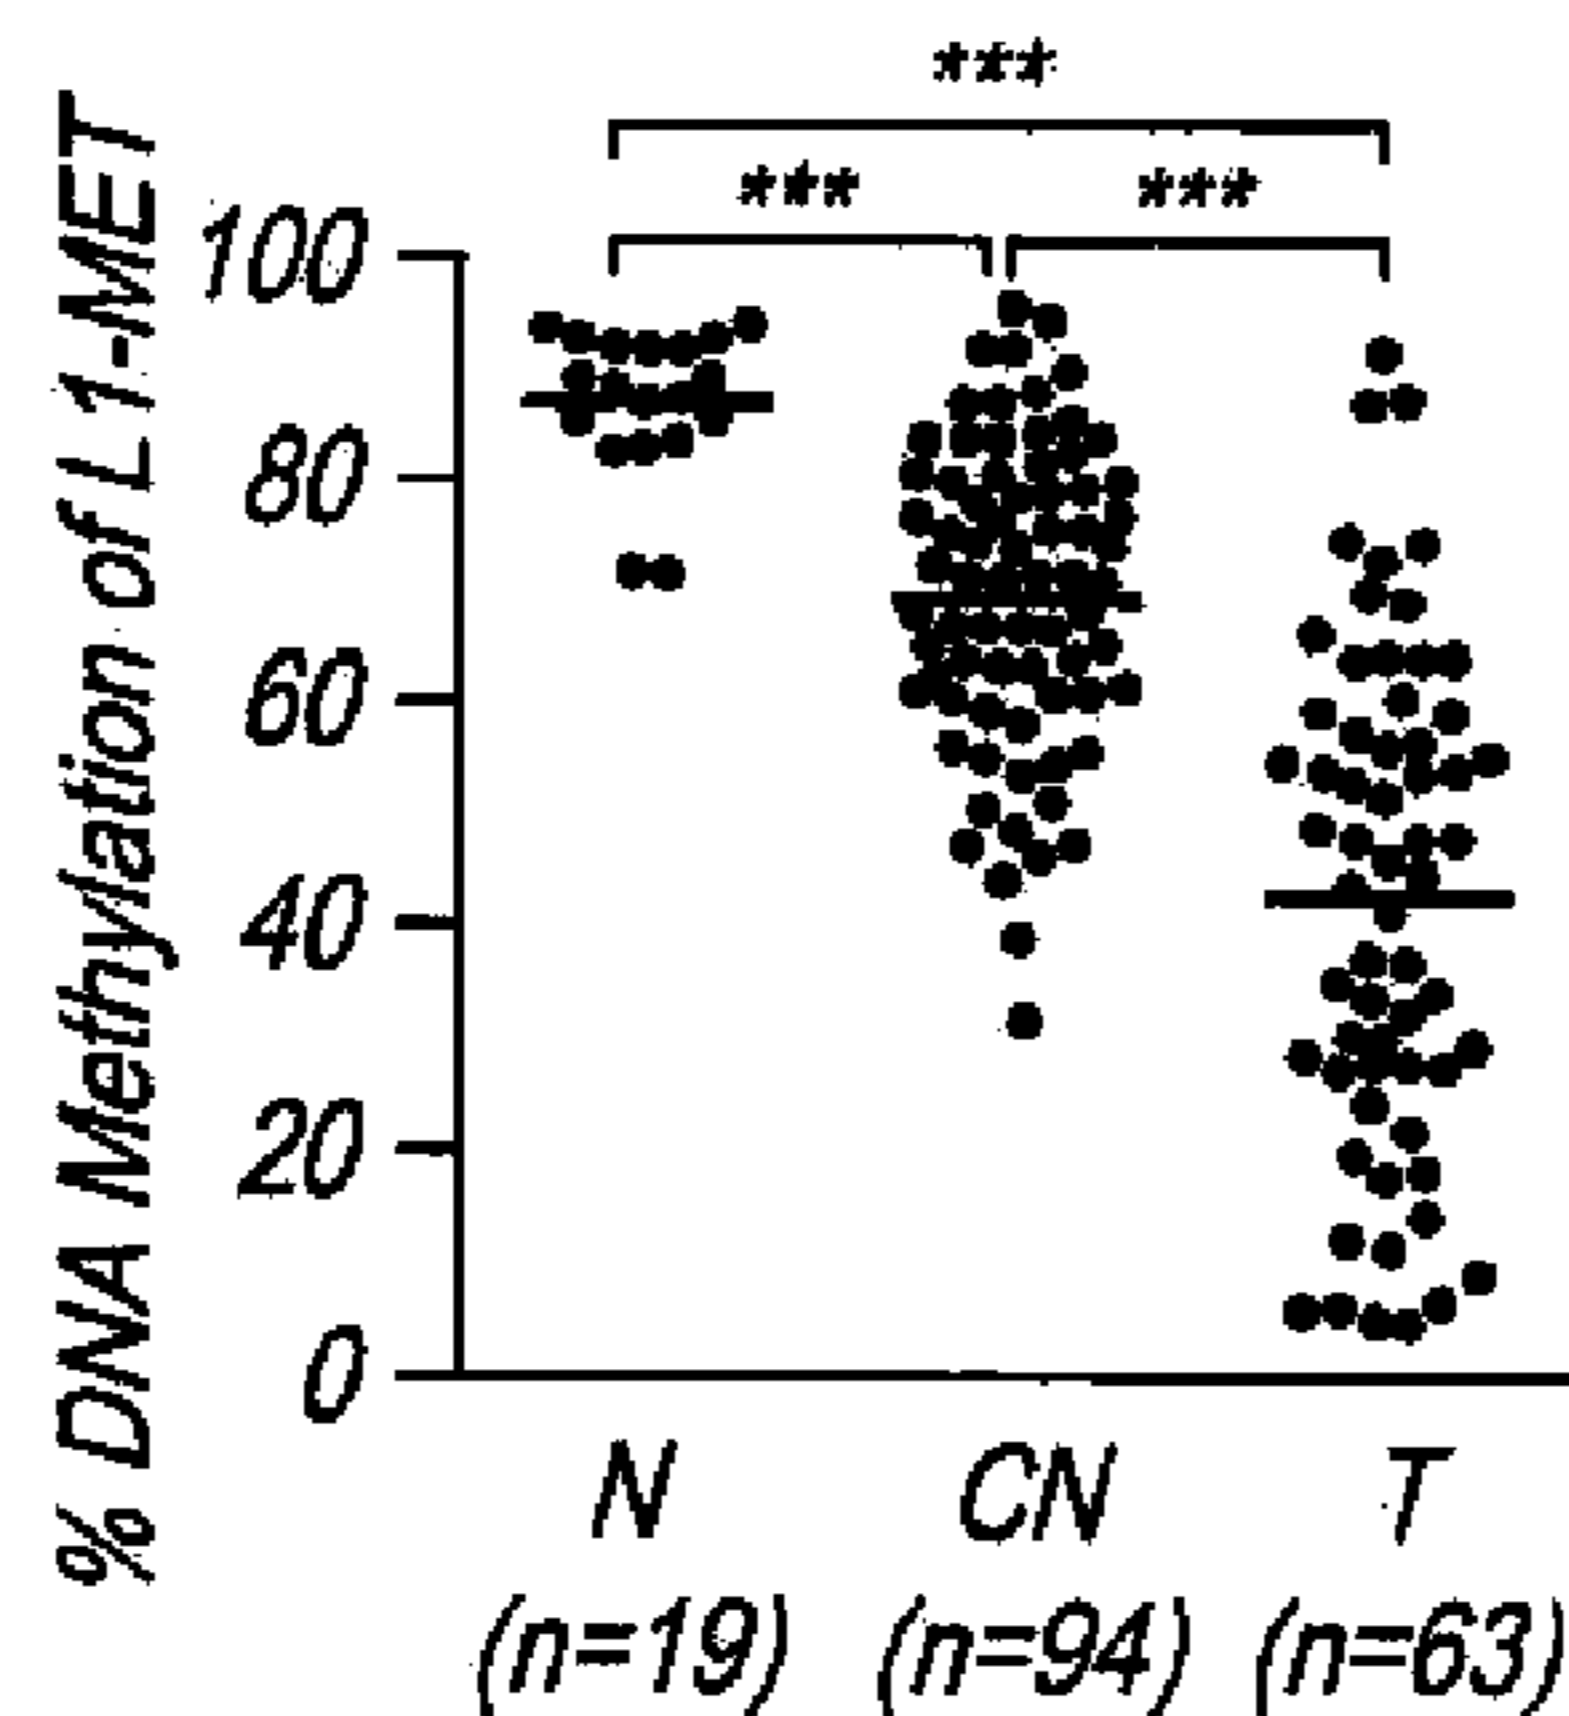 ***
*** ***
% DNA Methylation of L1-MET
100
80
60
40
20
0
N CN T
(n=19) (n=94) (n=63)